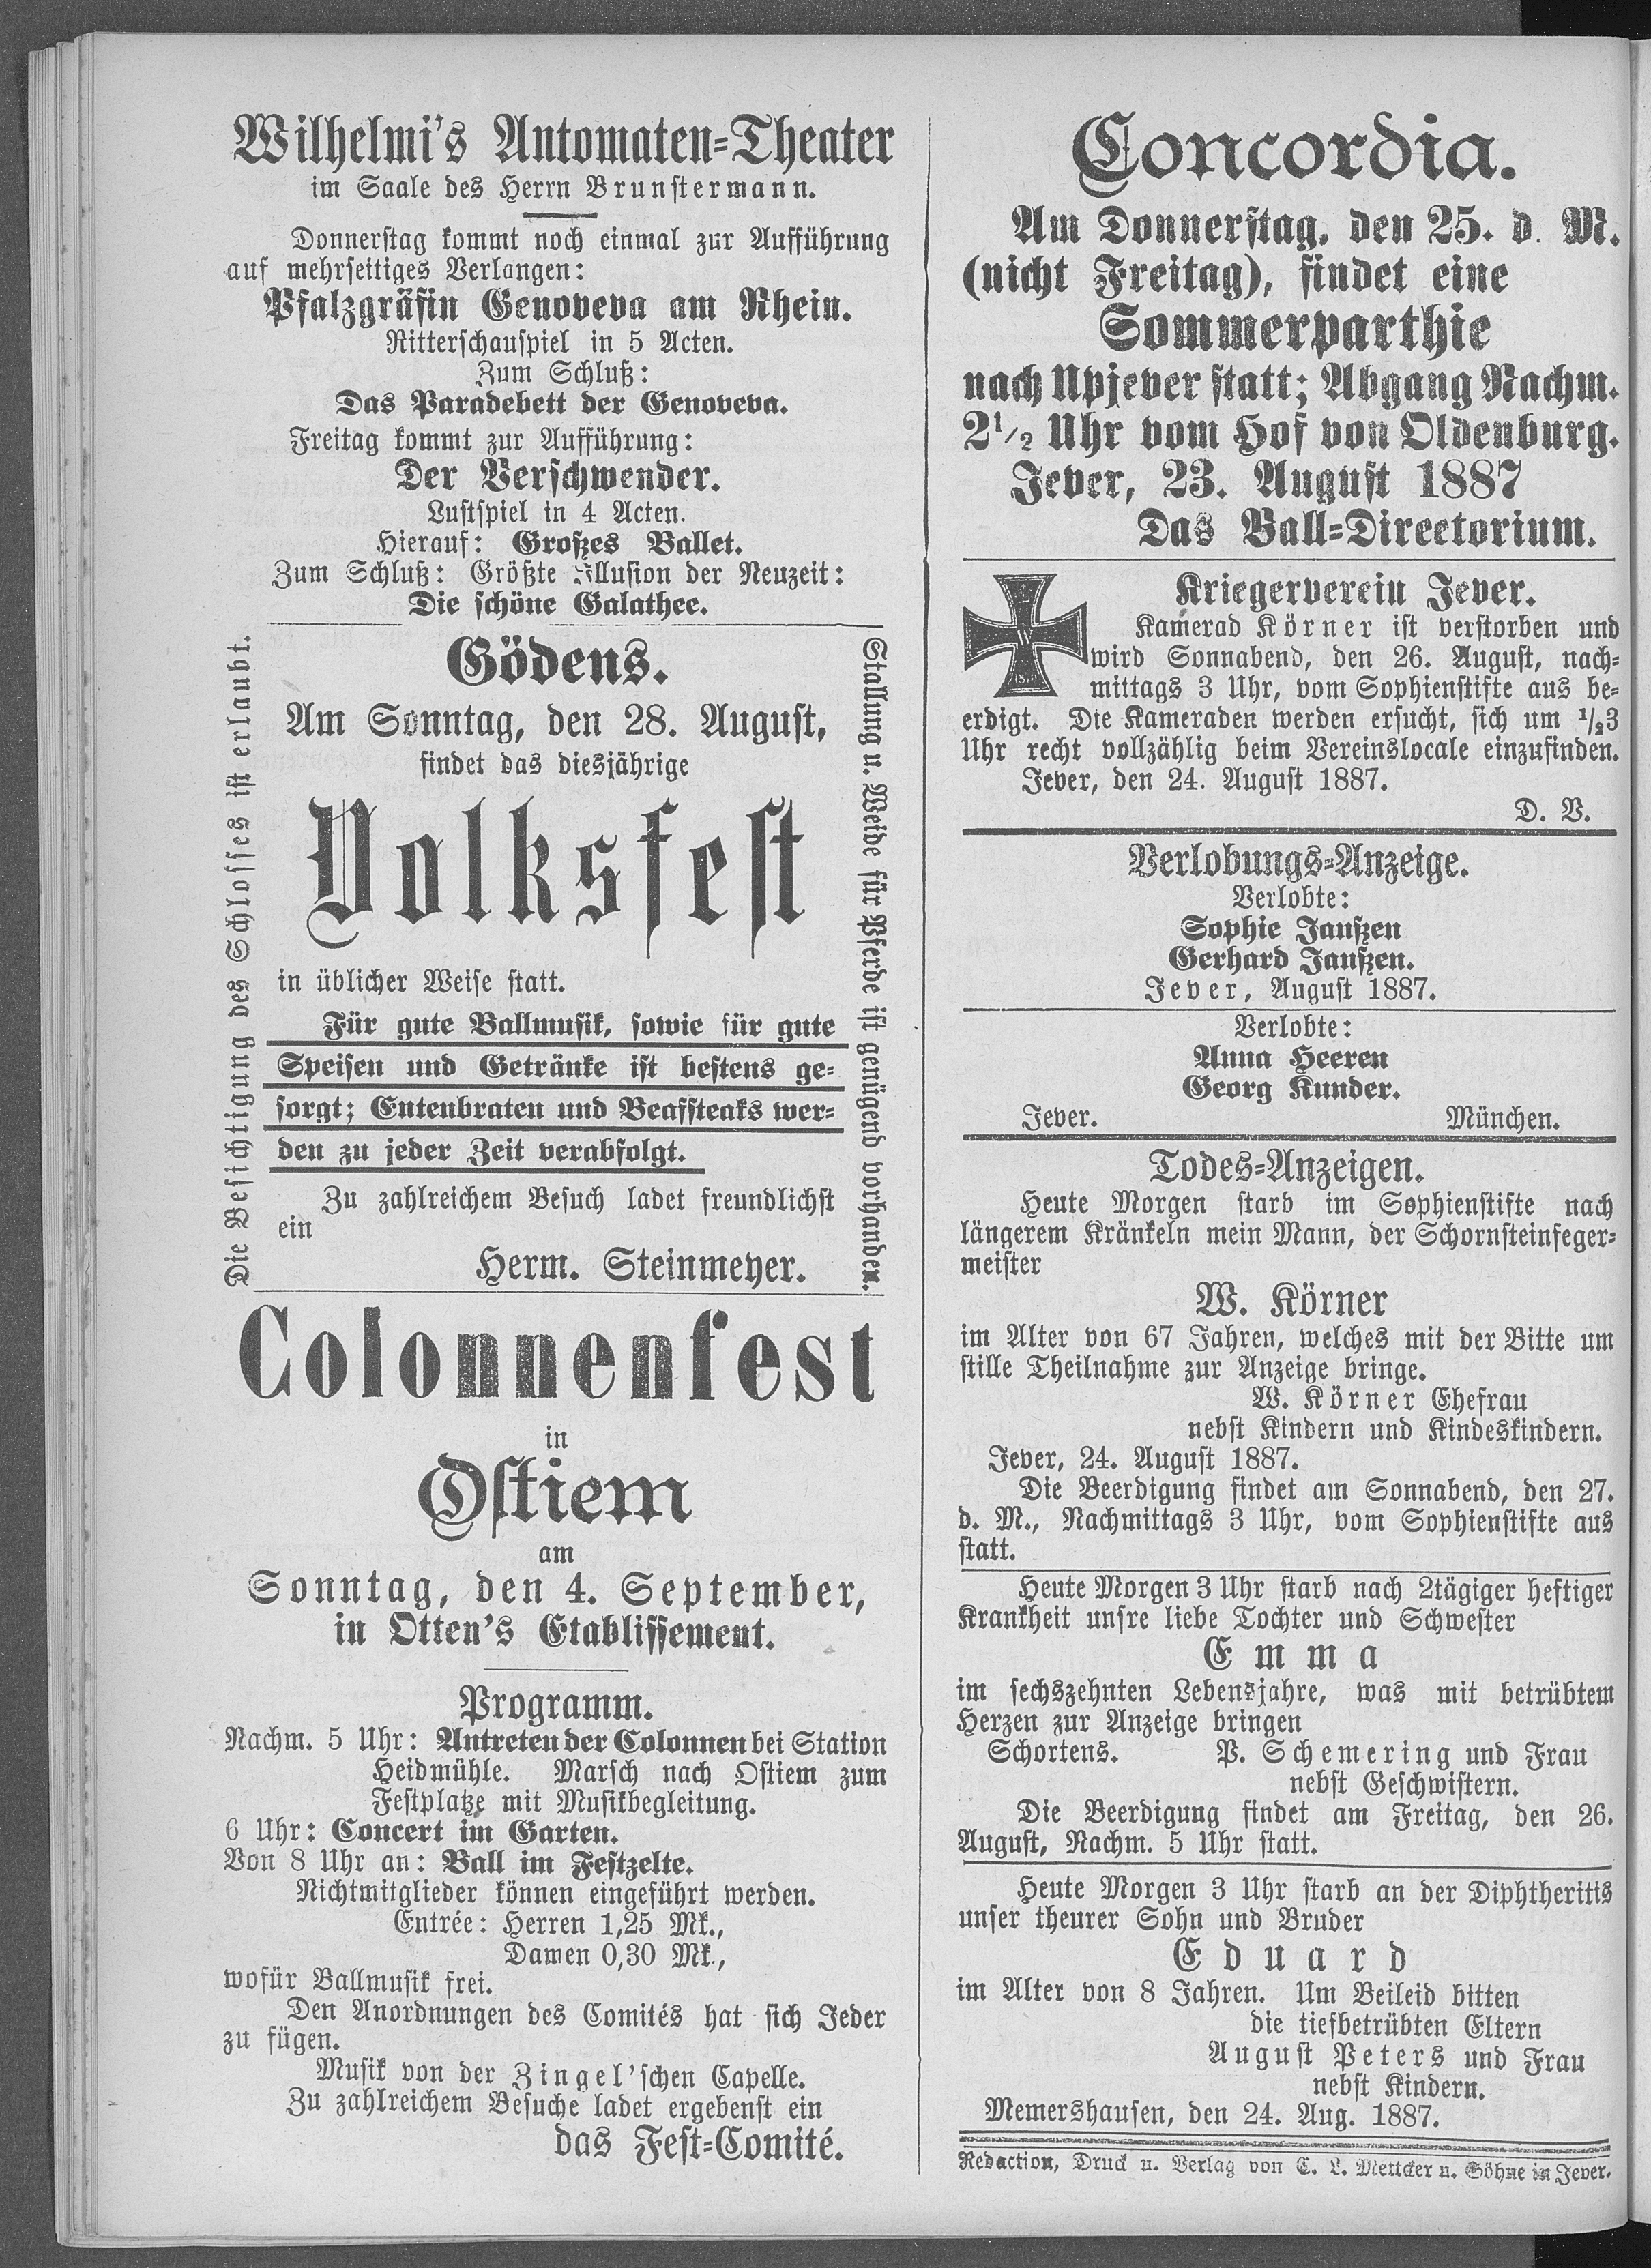 Wilhelmi's Automaten-Theater
im Saale des Herrn Brunstermann.
Donnerstag kommt noch einmal zur Aufführung
auf mehrseitiges Verlangen:
Pfalzgräfin Genoveva am Rhein.
Ritterschauspiel in 5 Acten.
Zum Schluß:
Das Paradebett der Genoveva.
Freitag kommt zur Aufführung:
Der Verschwender.
Lustspiel in 4 Acten.
Hierauf: Großes Ballet.
Zum Schluß: Größte Illusion der Neuzeit:
Die schöne Galathee.
Die Besichtigung des Schlosses ist erlaubt.
Gödens.
Am Sonntag, den 28. August,
findet das diesjährige
Volksfest
in üblicher Weise statt.
Für gute Ballmusik, sowie für gute
Speisen und Getränke ist bestens ge-
sorgt; Entenbraten und Beafsteaks wer-
den zu jeder Zeit verabfolgt.
Zu zahlreichem Besuch ladet freundlichst
ein
Herm. Steinmeyer.
Stallung u. Weide für Pferde ist genügend vorhanden.
Colonnenfest
in
Ostiem
am
Sonntag, den 4. September,
in Otten's Etablissement.
Programm.
Nachm. 5 Uhr: Antreten der Colonnen bei Station
Heidmühle. Marsch nach Ostiem zum
Festplatze mit Musikbegleitung.
6 Uhr: Concert im Garten.
Von 8 Uhr an: Ball im Festzelte.
Nichtmitglieder können eingeführt werden.
Entrée: Herren 1,25 Mk.,
Damen 0,30 Mk.,
wofür Ballmusik frei.
Den Anordnungen des Comités hat sich Jeder
zu fügen.
Musik von der Zingel'schen Capelle.
Zu zahlreichem Besuche ladet ergebenst ein
das Fest-Comité.
Concordia.
Am Donnerstag, den 25. d. M.
(nicht Freitag), findet eine
Sommerparthie
nach Upjever statt; Abgang Nachm.
2 1/2 Uhr vom Hof von Oldenburg.
Jever, 23. August 1887
Das Ball-Directorium.
Kriegerverein Jever.
Kamerad Körner ist verstorben und
wird Sonnabend, den 26. August, nach-
mittags 3 Uhr, vom Sophienstifte aus be-
erdigt. Die Kameraden werden ersucht, sich um 1/23
Uhr recht vollzählig beim Vereinslocale einzufinden.
Jever, den 24. August 1887.
D. V.
Verlobungs-Anzeige.
Verlobte:
Sophie Janßen
Gerhard Janßen.
Jever, August 1887.
Verlobte:
Anna Heeren
Georg Kunder.
Jever. München.
Todes-Anzeigen.
Heute Morgen starb im Sophienstifte nach
längerem Kränkeln mein Mann, der Schornsteinfeger-
meister
W. Körner
im Alter von 67 Jahren, welches mit der Bitte um
stille Theilnahme zur Anzeige bringe.
W. Körner Ehefrau
nebst Kindern und Kindeskindern.
Jever, 24. August 1887.
Die Beerdigung findet am Sonnabend, den 27.
d. M., Nachmittags 3 Uhr, vom Sophienstifte aus
statt.
Heute Morgen 3 Uhr starb nach 2tägiger heftiger
Krankheit unsre liebe Tochter und Schwester
Emma
im sechszehnten Lebensjahre, was mit betrübtem
Herzen zur Anzeige bringen
Schortens. P. Schemering und Frau
nebst Geschwistern.
Die Beerdigung findet am Freitag, den 26.
August, Nachm. 5 Uhr statt.
Heute Morgen 3 Uhr starb an der Diphtheritis
unser theurer Sohn und Bruder
Eduard
im Alter von 8 Jahren. Um Beileid bitten
die tiefbetrübten Eltern
August Peters und Frau
nebst Kindern.
Memershausen, den 24. Aug. 1887.
Redaction, Druck u. Verlag von C. L. Mettcker u. Söhne in Jever.